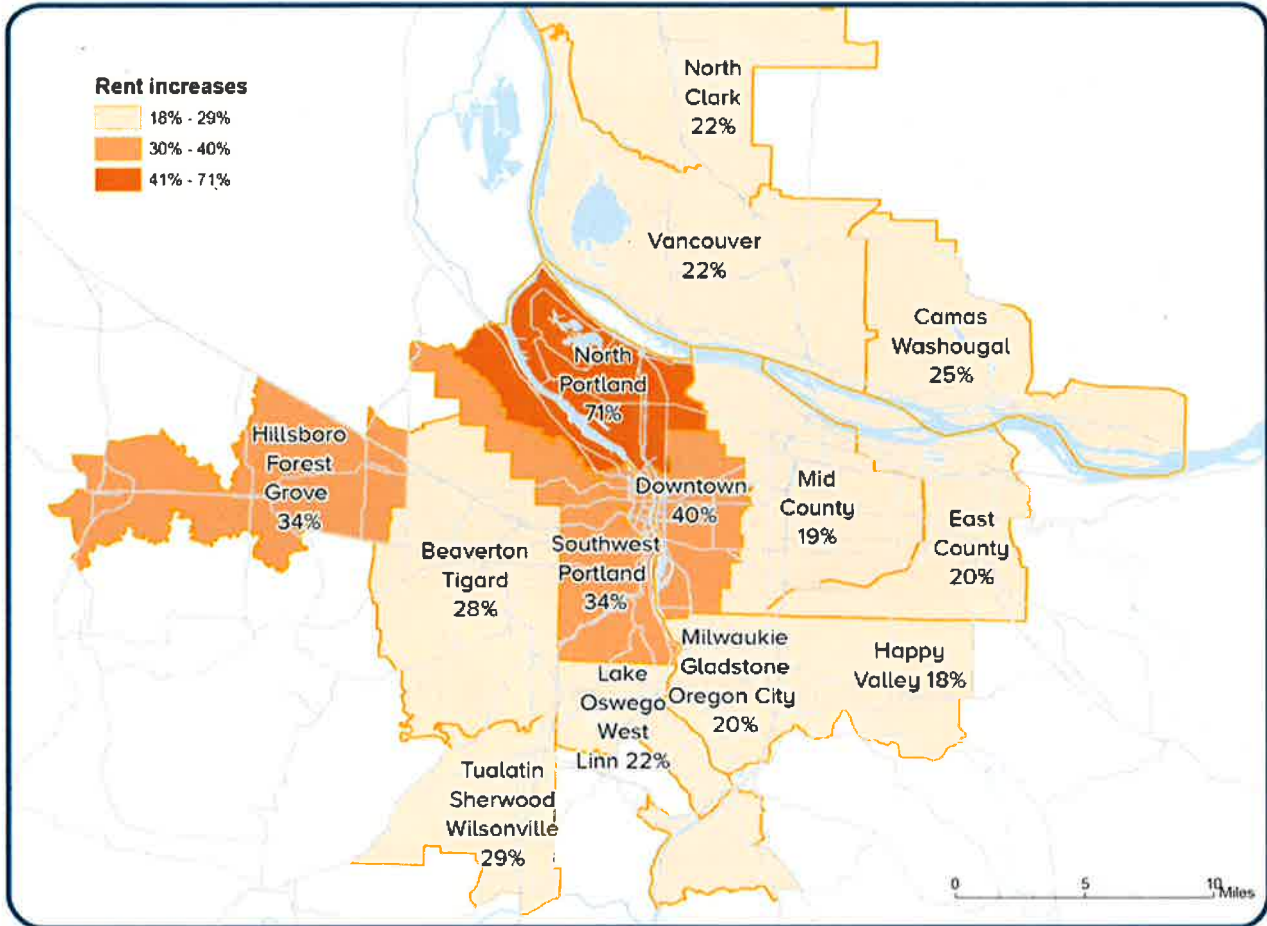 Rent increases
18% - 29%
30% - 40%
41% - 71%
North
Clark
22%
Vancouver
22%
Camas
Washougal
25%
North
Portland
71%
Hillsboro
Forest
Grove
34%
Downtown
40%
Mid
County
19%
East
County
20%
Beaverton
Tigard
28%
Southwest
Portland
34%
Milwaukie
Gladstone
Oregon City
20%
Happy
Valley 18%
Lake
Oswego
West
Linn 22%
Tualatin
Sherwood
Wilsonville
29%
0 5 10 Miles